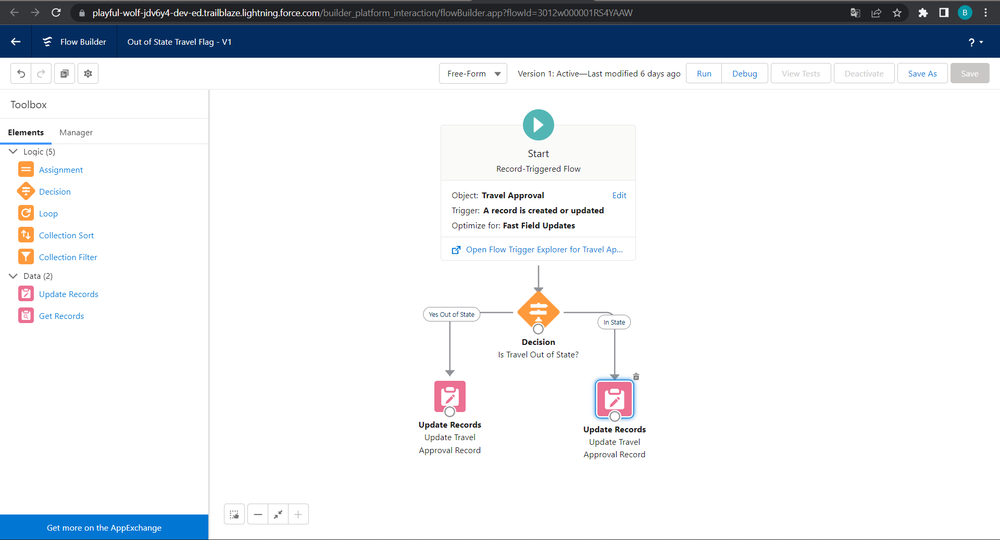 playful-wolf-jdv6y4-dev-ed.trailblaze.lightning.force.com/builder_platform_interaction/flowBuilder.app?flowId=3012w000001RS4YAAW
B
Flow Builder
Out of State Travel Flag - V1
?
Free-Form
Version 1: Active—Last modified 6 days ago
Run
Debug
View Tests
Deactivate
Save As
Save
Toolbox
Elements
Manager
Logic (5)
Assignment
Decision
Loop
Collection Sort
Collection Filter
Data (2)
Update Records
Get Records
Get more on the AppExchange
Start
Record-Triggered Flow
Object: Travel Approval
Edit
Trigger: A record is created or updated
Optimize for: Fast Field Updates
Open Flow Trigger Explorer for Travel Ap...
Yes Out of State
In State
Decision
Is Travel Out of State?
Update Records
Update Travel
Approval Record
Update Records
Update Travel
Approval Record